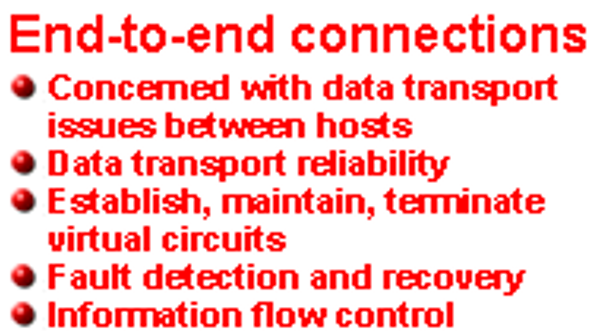 End-to-end connections
Concerned with data transport
issues between hosts
Data transport reliability
Establish, maintain, terminate
virtual circuits
Fault detection and recovery
Information flow control